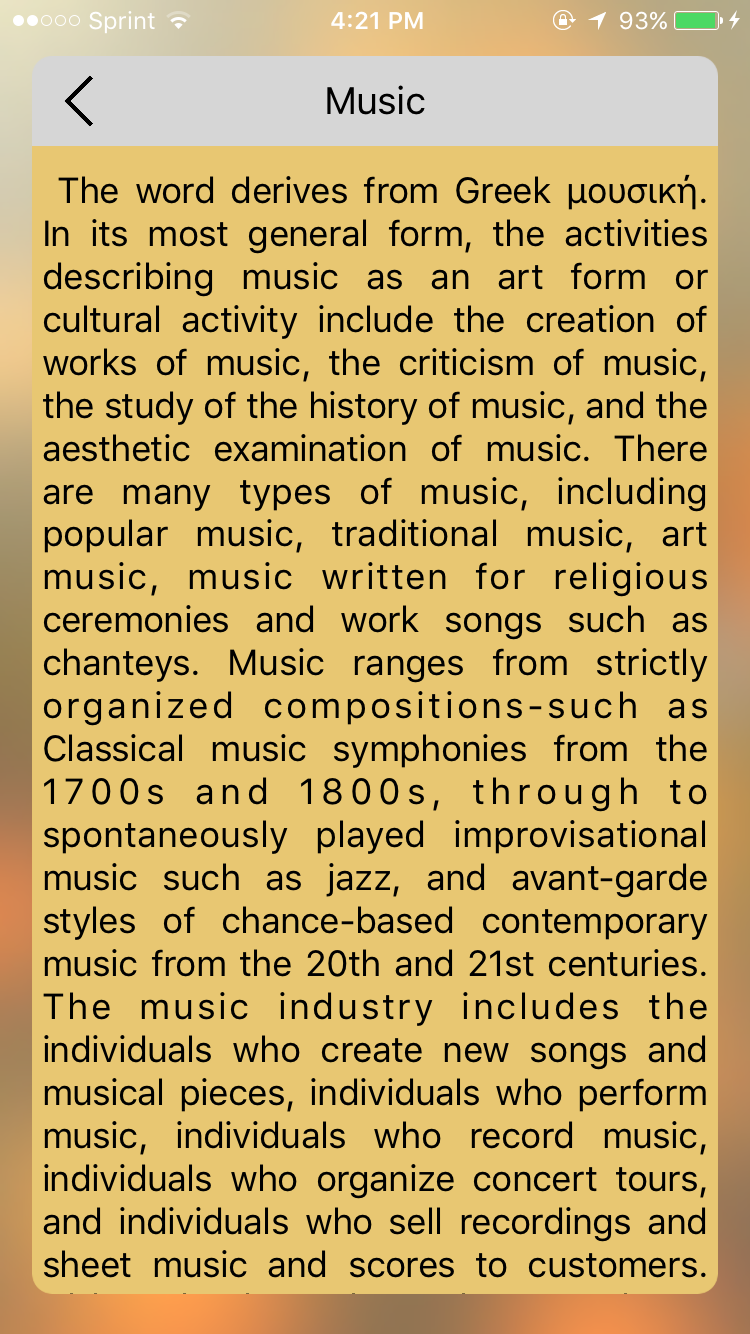 Sprint 4:21 PM 93%
Music
The word derives from Greek μουσική.
In its most general form, the activities
describing music as an art form or
cultural activity include the creation of
works of music, the criticism of music,
the study of the history of music, and the
aesthetic examination of music. There
are many types of music, including
popular music, traditional music, art
music, music written for religious
ceremonies and work songs such as
chanteys. Music ranges from strictly
organized compositions-such as
Classical music symphonies from the
1700s and 1800s, through to
spontaneously played improvisational
music such as jazz, and avant-garde
styles of chance-based contemporary
music from the 20th and 21st centuries.
The music industry includes the
individuals who create new songs and
musical pieces, individuals who perform
music, individuals who record music,
individuals who organize concert tours,
and individuals who sell recordings and
sheet music and scores to customers.